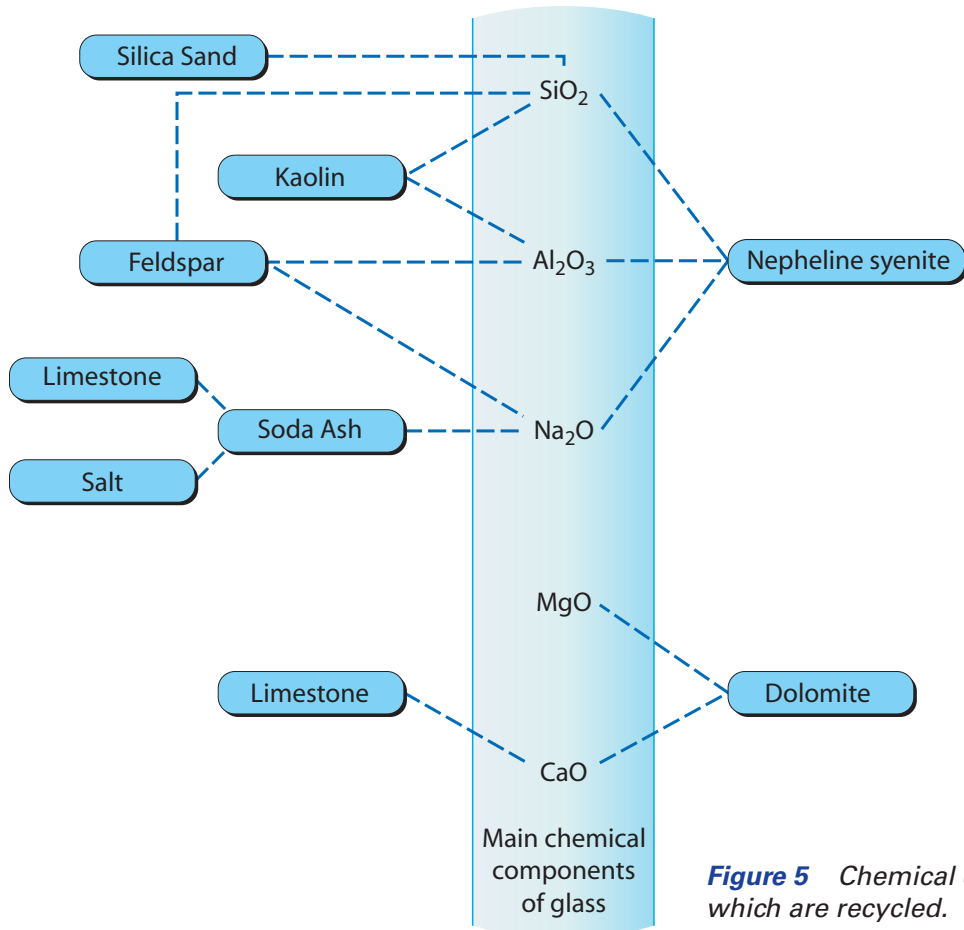 Silica Sand
SiO₂
Kaolin
Feldspar
Al₂O₃
Nepheline syenite
Limestone
Soda Ash
Na₂O
Salt
MgO
Limestone
Dolomite
CaO
Main chemical
components
of glass
Figure 5 Chemical
which are recycled.